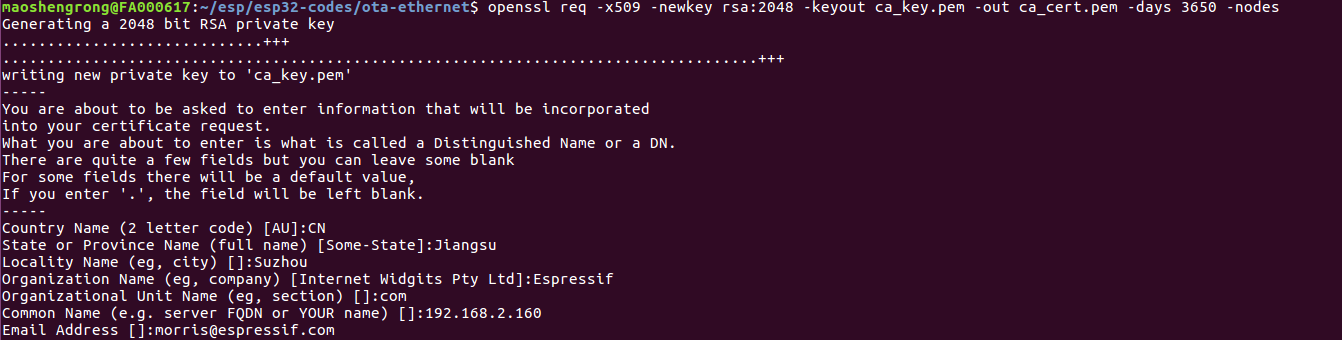 maoshengrong@FA000617:~/esp/esp32-codes/ota-ethernet$ openssl req -x509 -newkey rsa:2048 -keyout ca_key.pem -out ca_cert.pem -days 3650 -nodes
Generating a 2048 bit RSA private key
.............................+++
...................................................................................+++
writing new private key to 'ca_key.pem'
-----
You are about to be asked to enter information that will be incorporated
into your certificate request.
What you are about to enter is what is called a Distinguished Name or a DN.
There are quite a few fields but you can leave some blank
For some fields there will be a default value,
If you enter '.', the field will be left blank.
-----
Country Name (2 letter code) [AU]:CN
State or Province Name (full name) [Some-State]:Jiangsu
Locality Name (eg, city) []:Suzhou
Organization Name (eg, company) [Internet Widgits Pty Ltd]:Espressif
Organizational Unit Name (eg, section) []:com
Common Name (e.g. server FQDN or YOUR name) []:192.168.2.160
Email Address []:morris@espressif.com